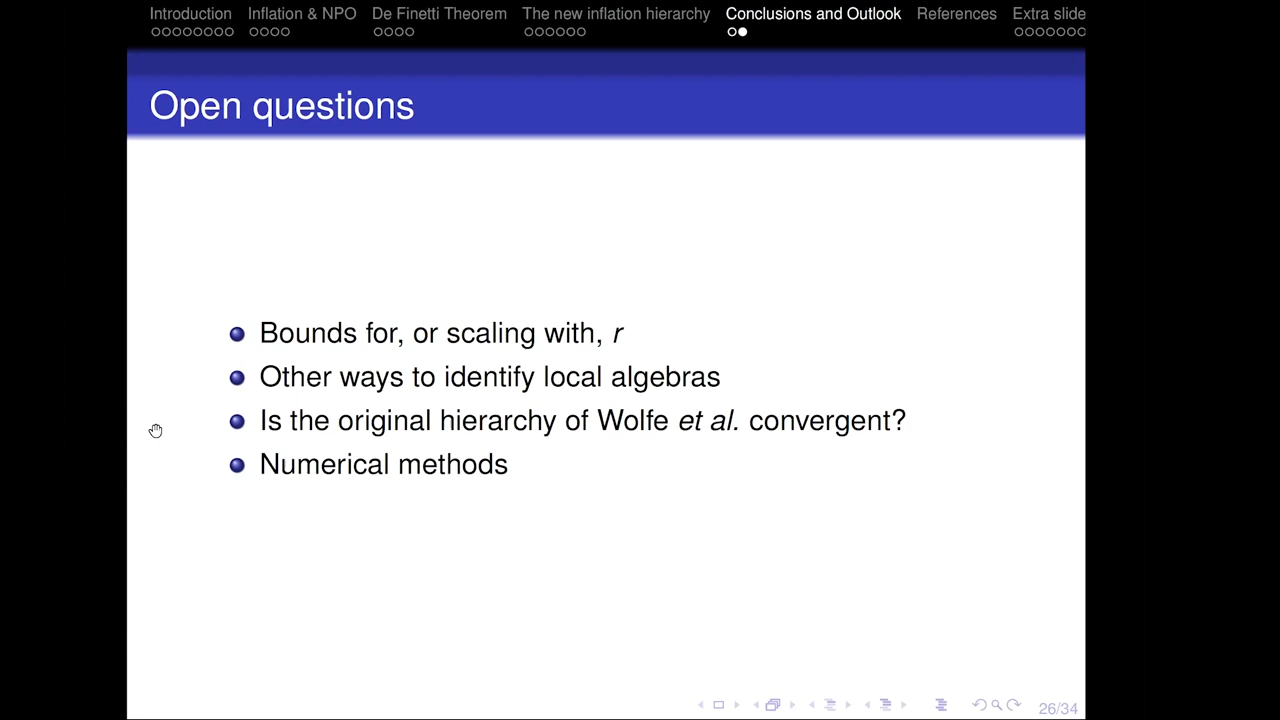 Introduction Inflation & NPO De Finetti Theorem The new inflation hierarchy Conclusions and Outlook References Extra slide
Open questions
Bounds for, or scaling with, r
Other ways to identify local algebras
Is the original hierarchy of Wolfe et al. convergent?
Numerical methods
26/34